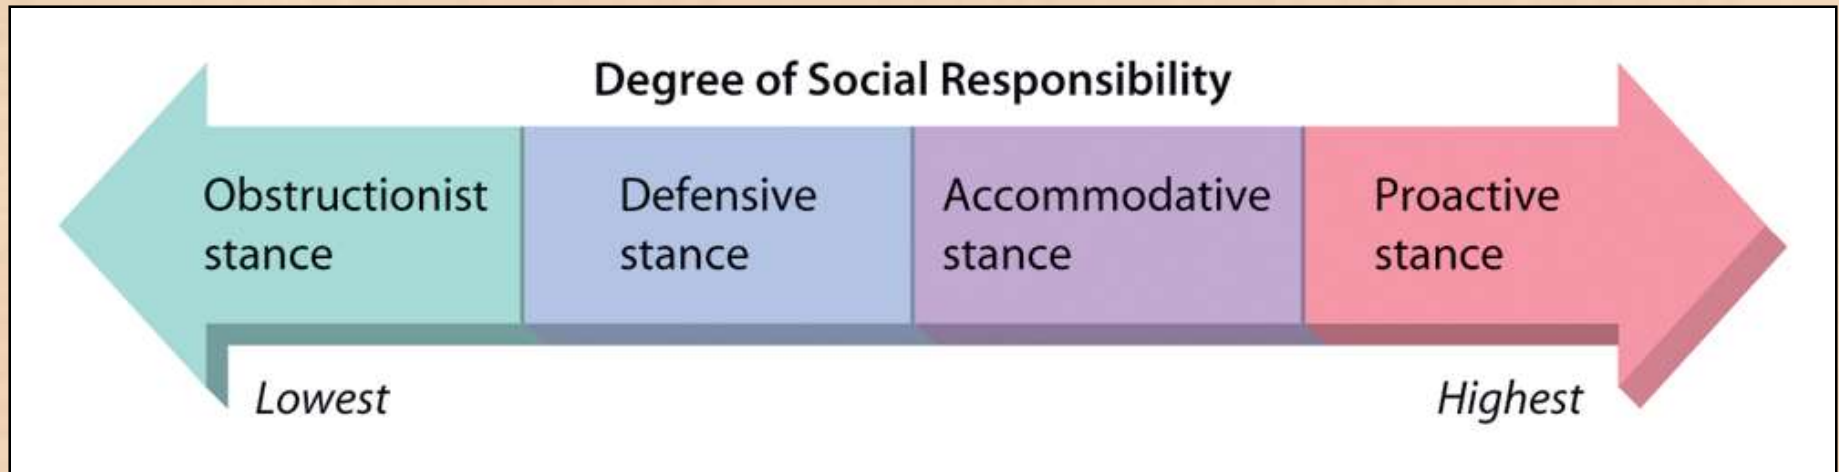 Degree of Social Responsibility
Obstructionist
stance
Defensive
stance
Accommodative
stance
Proactive
stance
Lowest
Highest